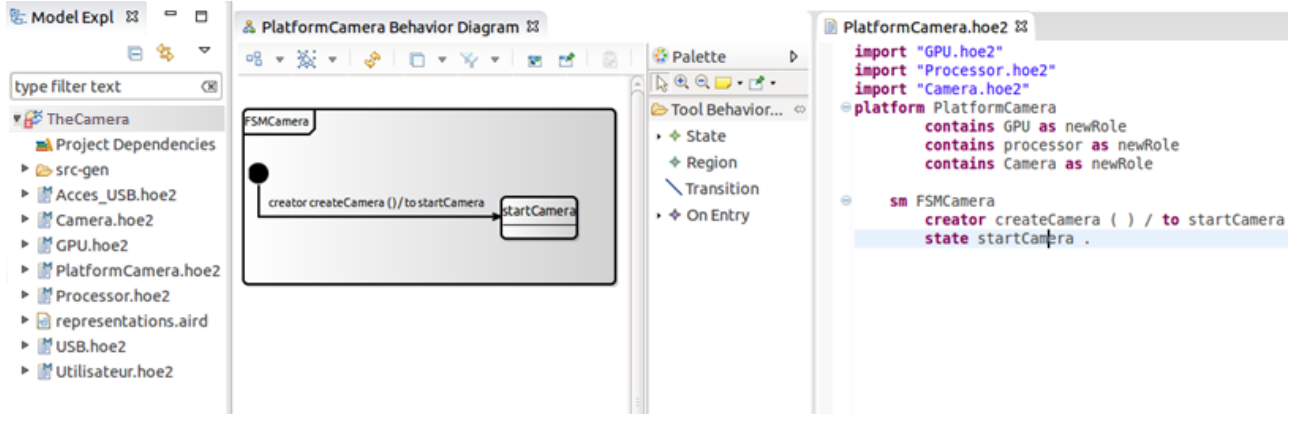 Model Expl
type filter text
TheCamera
Project Dependencies
src-gen
Acces_USB.hoe2
Camera.hoe2
GPU.hoe2
PlatformCamera.hoe2
Processor.hoe2
representations.aird
USB.hoe2
Utilisateur.hoe2
PlatformCamera Behavior Diagram
FSMCamera
creator createCamera () / to startCamera
startCamera
Palette
Tool Behavior...
State
Region
Transition
On Entry
PlatformCamera.hoe2
import "GPU.hoe2"
import "Processor.hoe2"
import "Camera.hoe2"
platform PlatformCamera
contains GPU as newRole
contains processor as newRole
contains Camera as newRole
sm FSMCamera
creator createCamera ( ) / to startCamera
state startCamera .